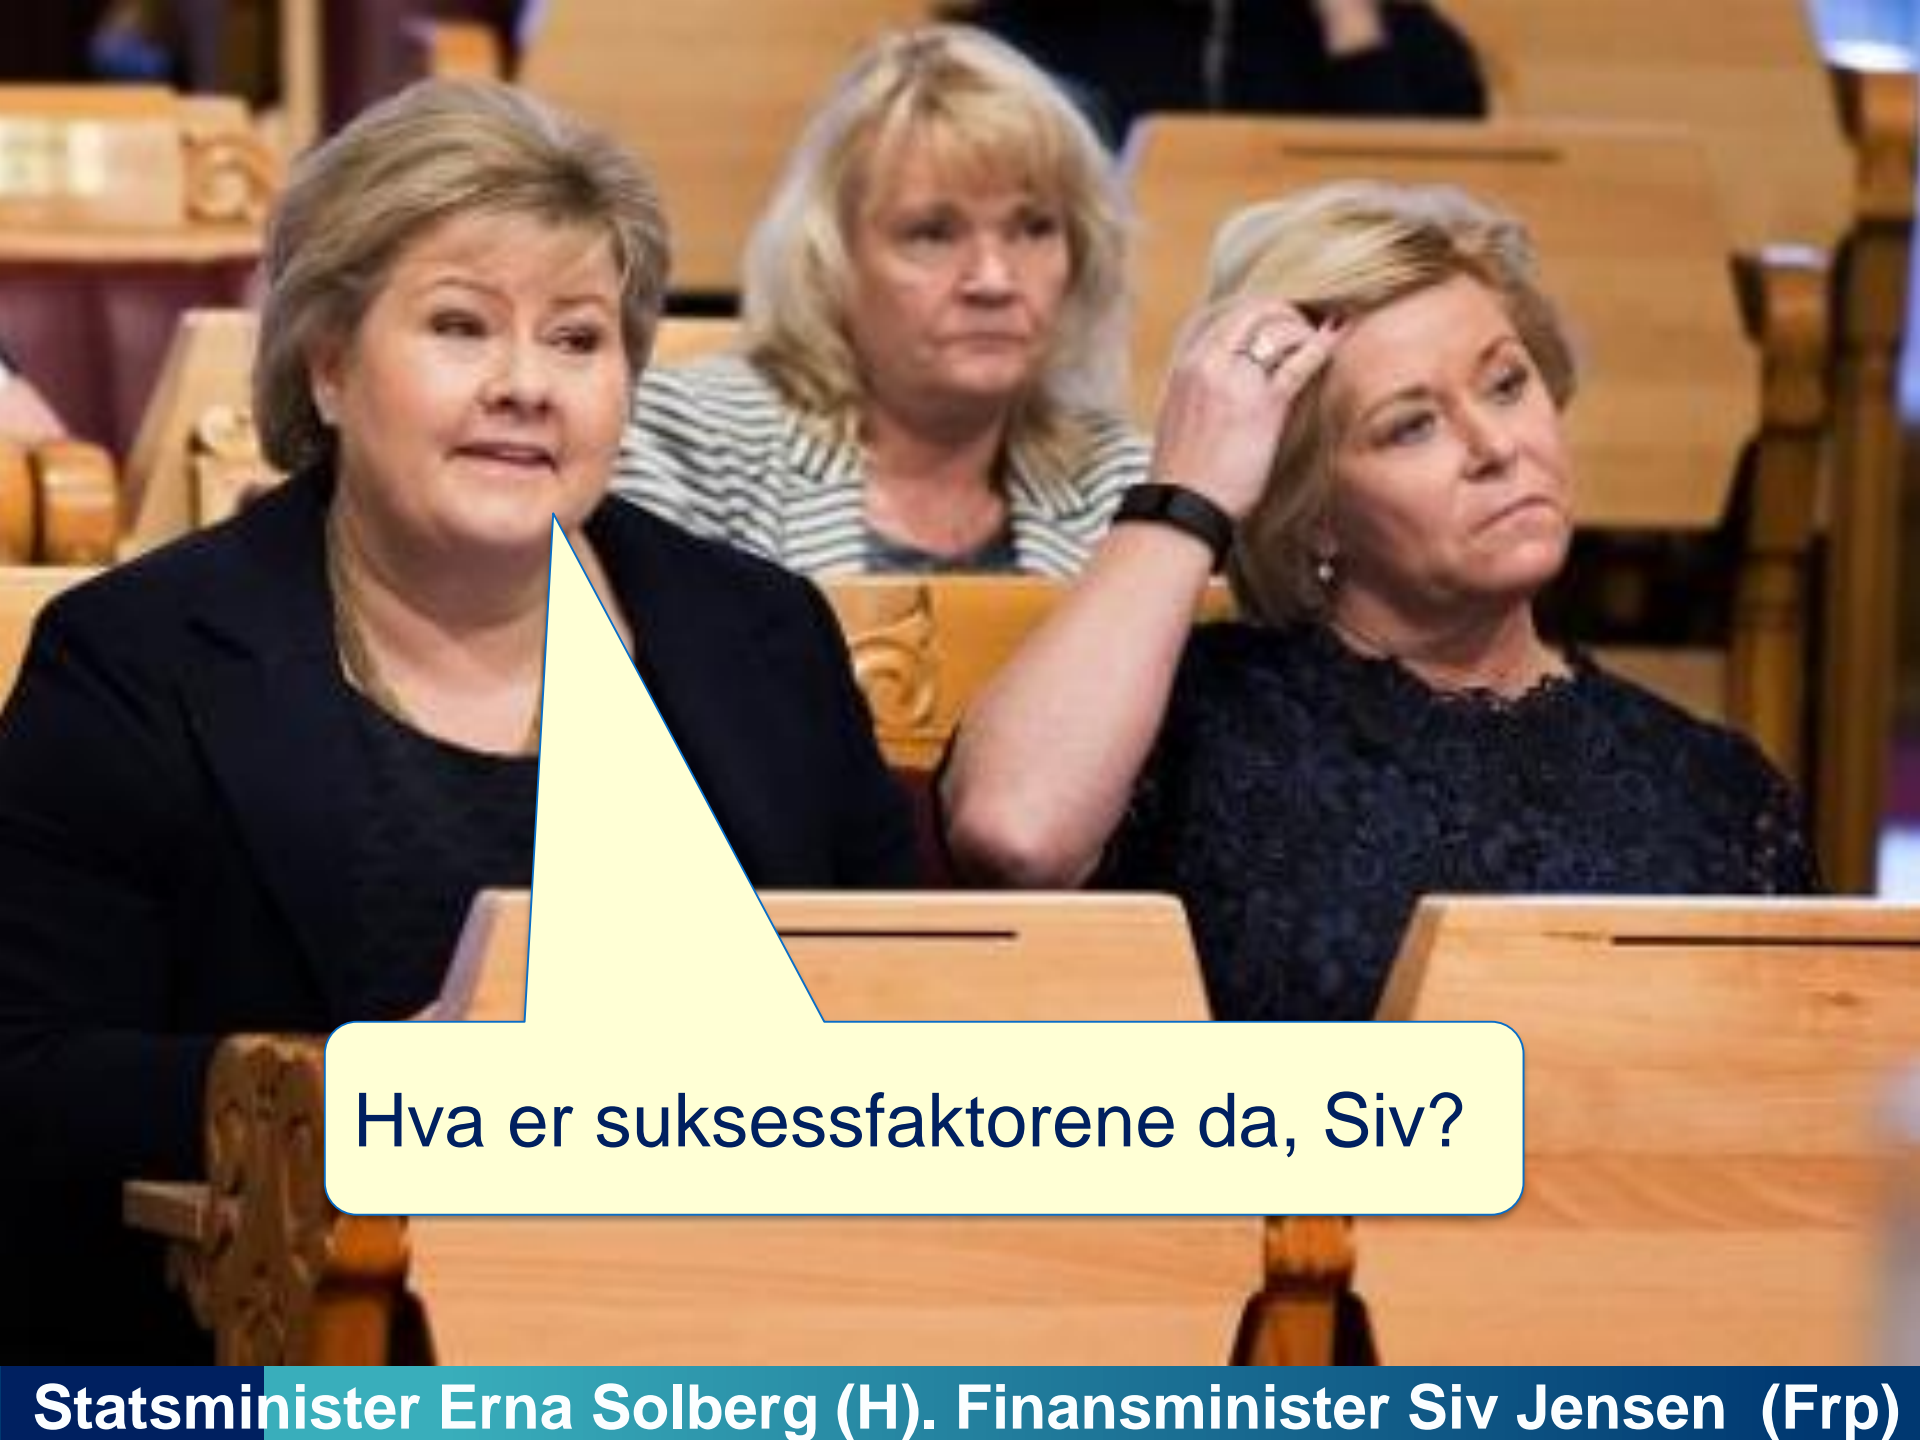 Hva er suksessfaktorene da, Siv?
Statsminister Erna Solberg (H). Finansminister Siv Jensen  (Frp)